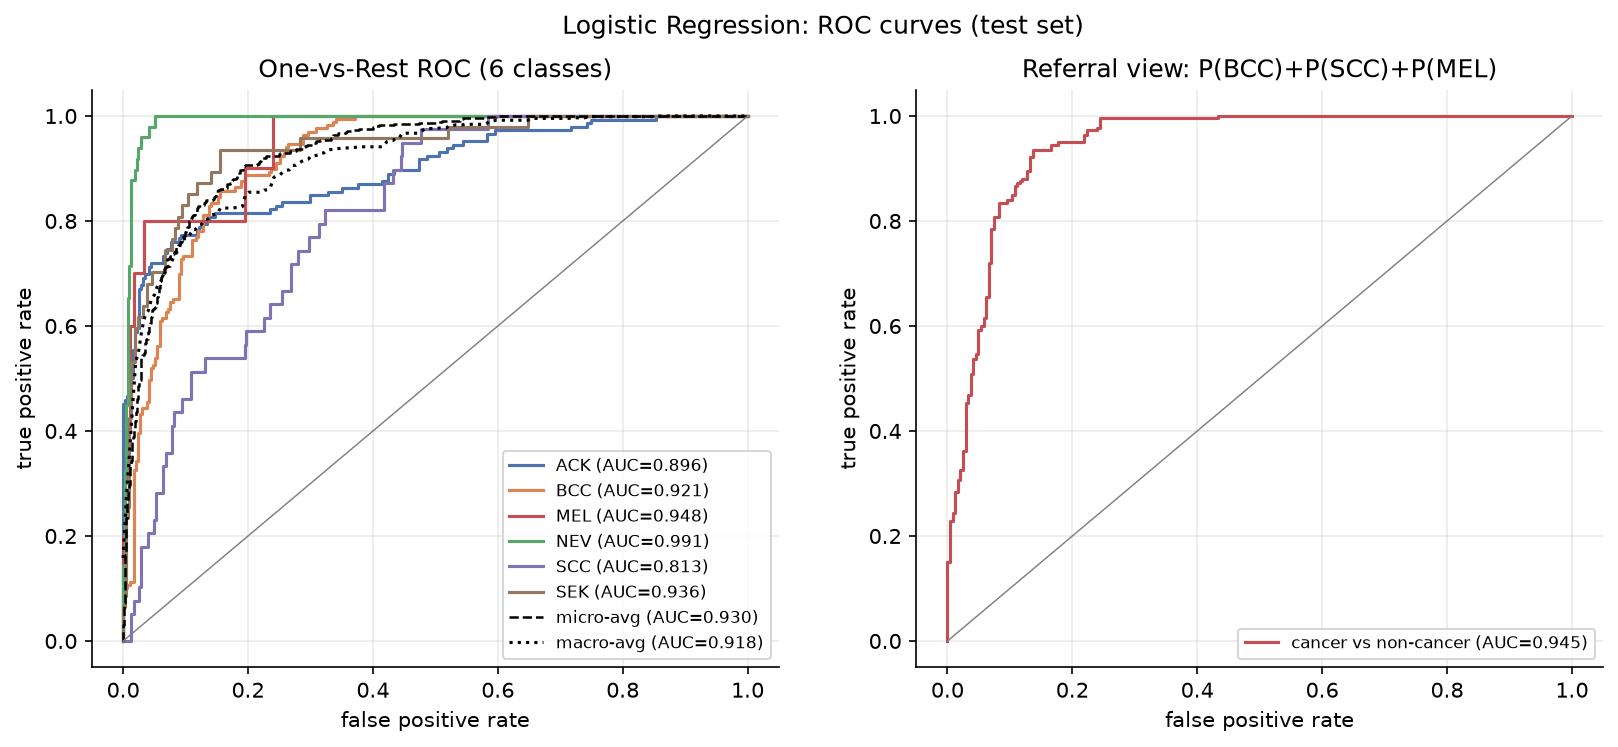 Logistic Regression: ROC curves (test set)
One-vs-Rest ROC (6 classes)
true positive rate
1.0
0.8
0.6
0.4
0.2
0.0
ACK (AUC=0.896)
BCC (AUC=0.921)
MEL (AUC=0.948)
NEV (AUC=0.991)
SCC (AUC=0.813)
SEK (AUC=0.936)
micro-avg (AUC=0.930)
macro-avg (AUC=0.918)
0.0 0.2 0.4 0.6 0.8 1.0
false positive rate
Referral view: P(BCC)+P(SCC)+P(MEL)
true positive rate
1.0
0.8
0.6
0.4
0.2
0.0
cancer vs non-cancer (AUC=0.945)
0.0 0.2 0.4 0.6 0.8 1.0
false positive rate